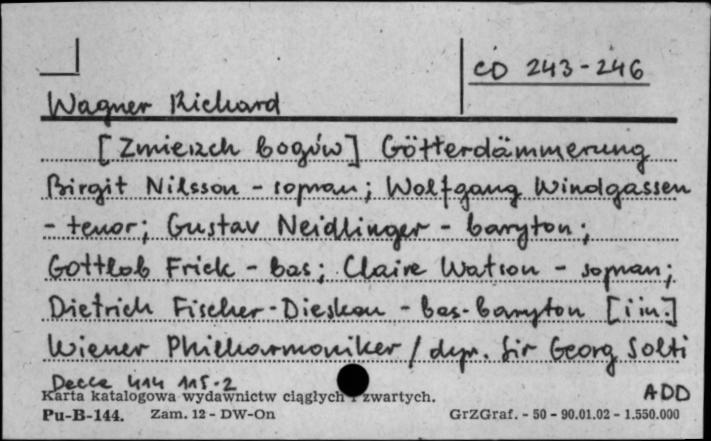 CD 243-246
Wagner Richard
[Zmierzch bogów] Götterdämmerung
Birgit Nilsson - sopran; Wolfgang Windgassen
- tenor; Gustav Neidlinger - baryton;
Gottlob Frick - bas; Claire Watson - sopran;
Dietrich Fischer-Dieskau - bas-baryton [i in.]
Wiener Philharmoniker / dyr. Sir Georg Solti
Decca 414 115-2
ADD
Karta katalogowa wydawnictw ciągłych i zwartych.
Pu-B-144. Zam. 12 - DW-On GrZGraf. - 50 - 90.01.02 - 1.550.000